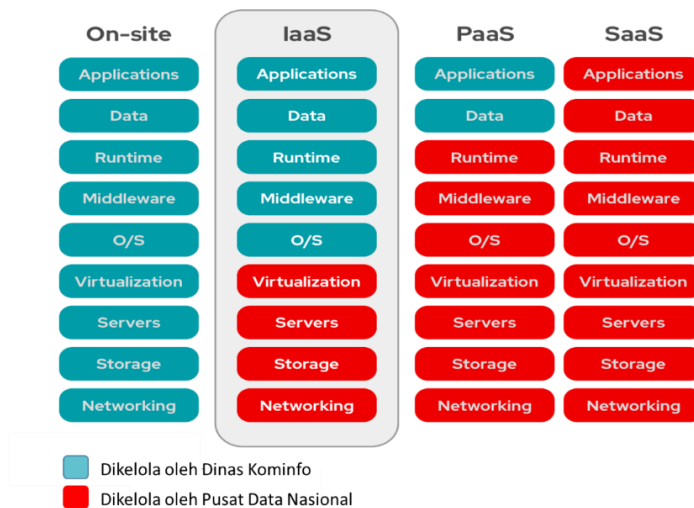 On-site IaaS PaaS SaaS
Applications Applications Applications Applications
Data Data Data Data
Runtime Runtime Runtime Runtime
Middleware Middleware Middleware Middleware
O/S O/S O/S O/S
Virtualization Virtualization Virtualization Virtualization
Servers Servers Servers Servers
Storage Storage Storage Storage
Networking Networking Networking Networking
Dikelola oleh Dinas Kominfo
Dikelola oleh Pusat Data Nasional